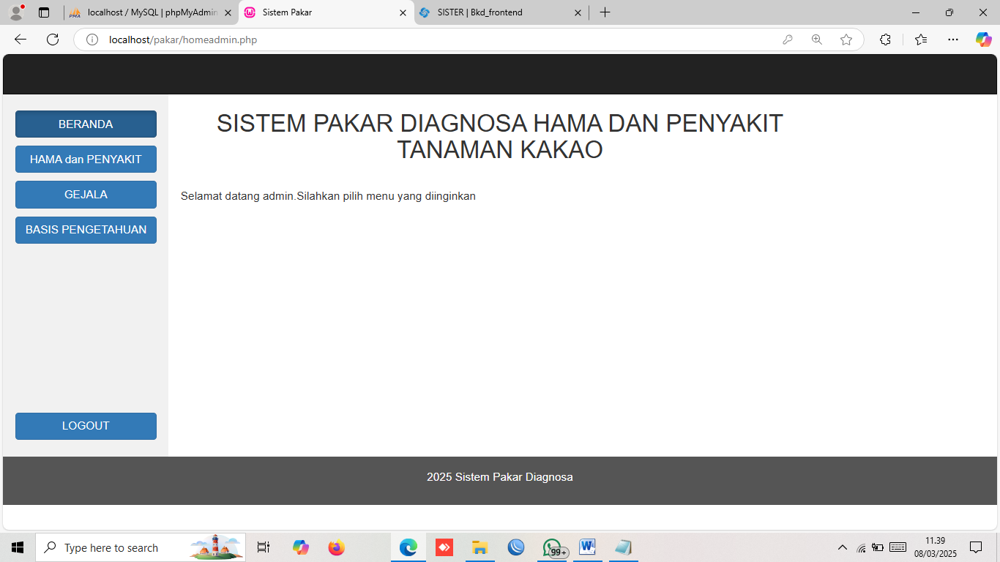 localhost / MySQL | phpMyAdmin
Sistem Pakar
SISTER | Bkd_frontend
localhost/pakar/homeadmin.php
BERANDA
HAMA dan PENYAKIT
GEJALA
BASIS PENGETAHUAN
LOGOUT
SISTEM PAKAR DIAGNOSA HAMA DAN PENYAKIT
TANAMAN KAKAO
Selamat datang admin.Silahkan pilih menu yang diinginkan
2025 Sistem Pakar Diagnosa
Type here to search
99+
11.39
08/03/2025